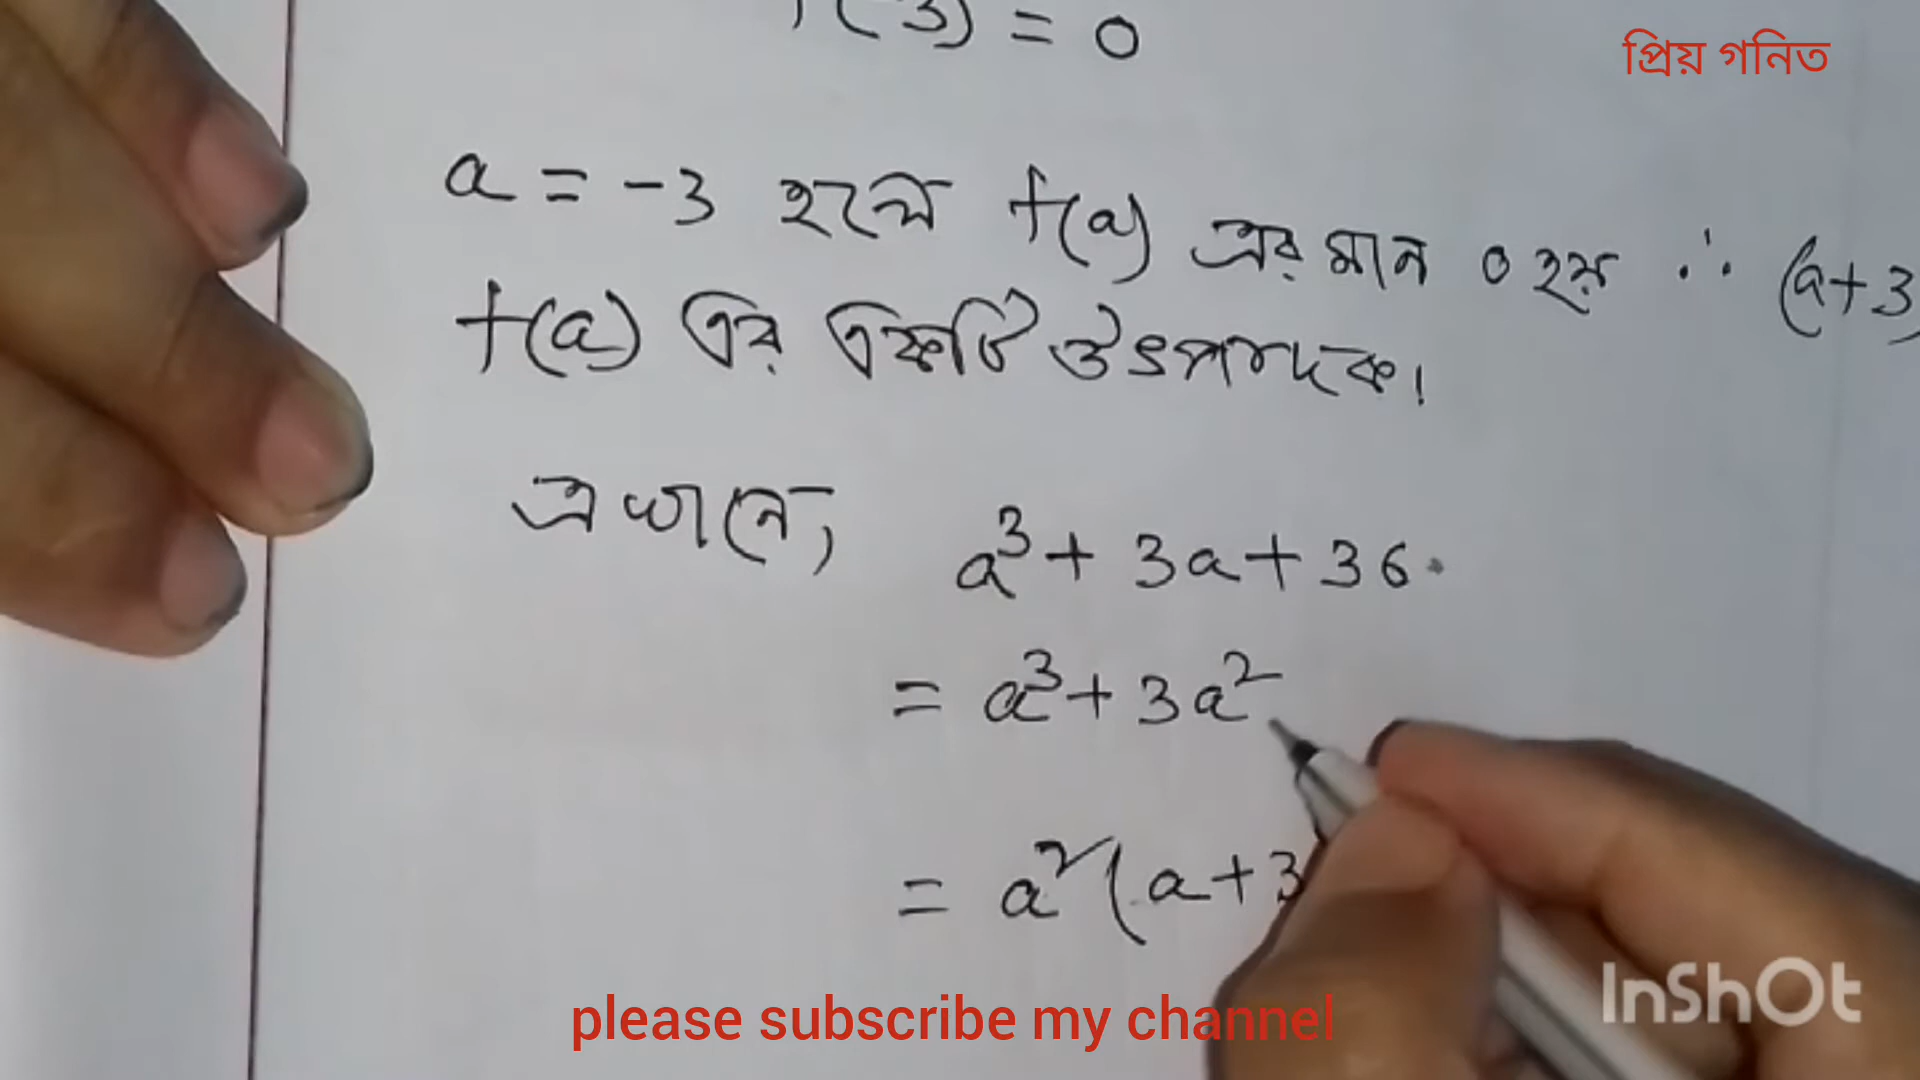 f(3) = 0
প্রিয় গনিত
a = -3 হলে f(a) এর মান 0 হয় ∴ (a+3)
f(a) এর একটি উৎপাদক।
এখানে, a³ + 3a + 36
= a³ + 3a²
= a² (a+3
please subscribe my channel
InShOt